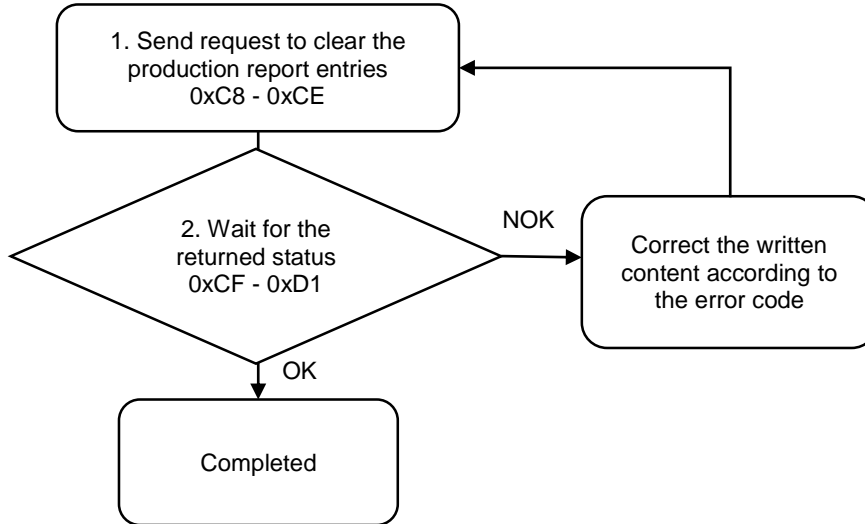 1. Send request to clear the
production report entries
0xC8 - 0xCE
2. Wait for the
returned status
0xCF - 0xD1
NOK
Correct the written
content according to
the error code
OK
Completed